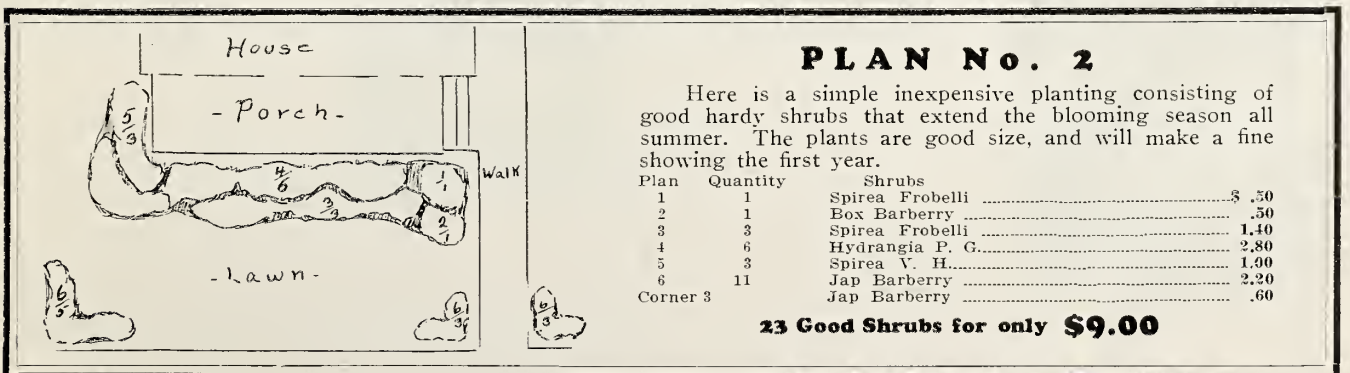 House
- Porch -
5/3
4/6
1/1
Walk
3/3
2/1
- Lawn -
6/5
6/3
6/3
PLAN No. 2
Here is a simple inexpensive planting consisting of
good hardy shrubs that extend the blooming season all
summer. The plants are good size, and will make a fine
showing the first year.
Plan Quantity Shrubs
1 1 Spirea Frobelli $ .50
2 1 Box Barberry .50
3 3 Spirea Frobelli 1.40
4 6 Hydrangia P. G. 2.80
5 3 Spirea V. H. 1.00
6 11 Jap Barberry 2.20
Corner 3 Jap Barberry .60
23 Good Shrubs for only $9.00